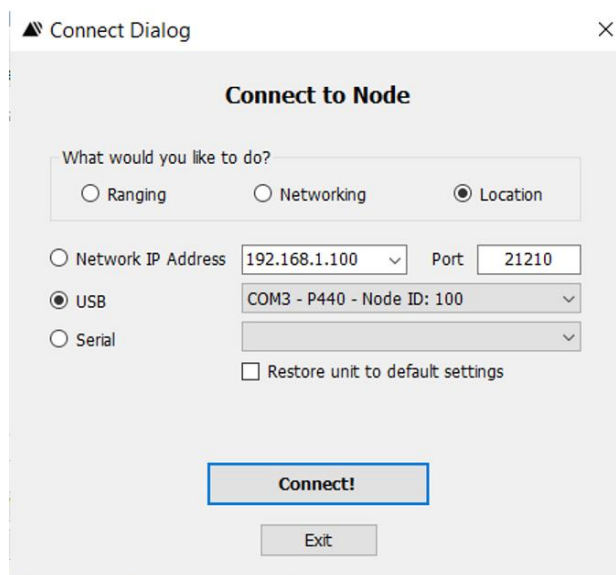 Connect Dialog
Connect to Node
What would you like to do?
Ranging Networking Location
Network IP Address 192.168.1.100 Port 21210
USB COM3 - P440 - Node ID: 100
Serial
Restore unit to default settings
Connect!
Exit